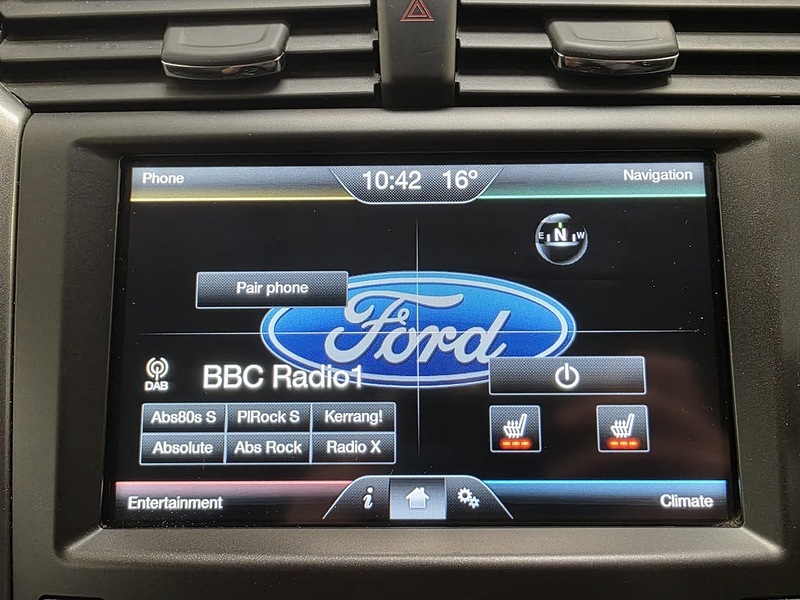 Phone
10:42 16°
Navigation
E N W
Pair phone
Ford
DAB
BBC Radio1
Abs80s S PlRock S Kerrang!
Absolute Abs Rock Radio X
Entertainment
i
Climate